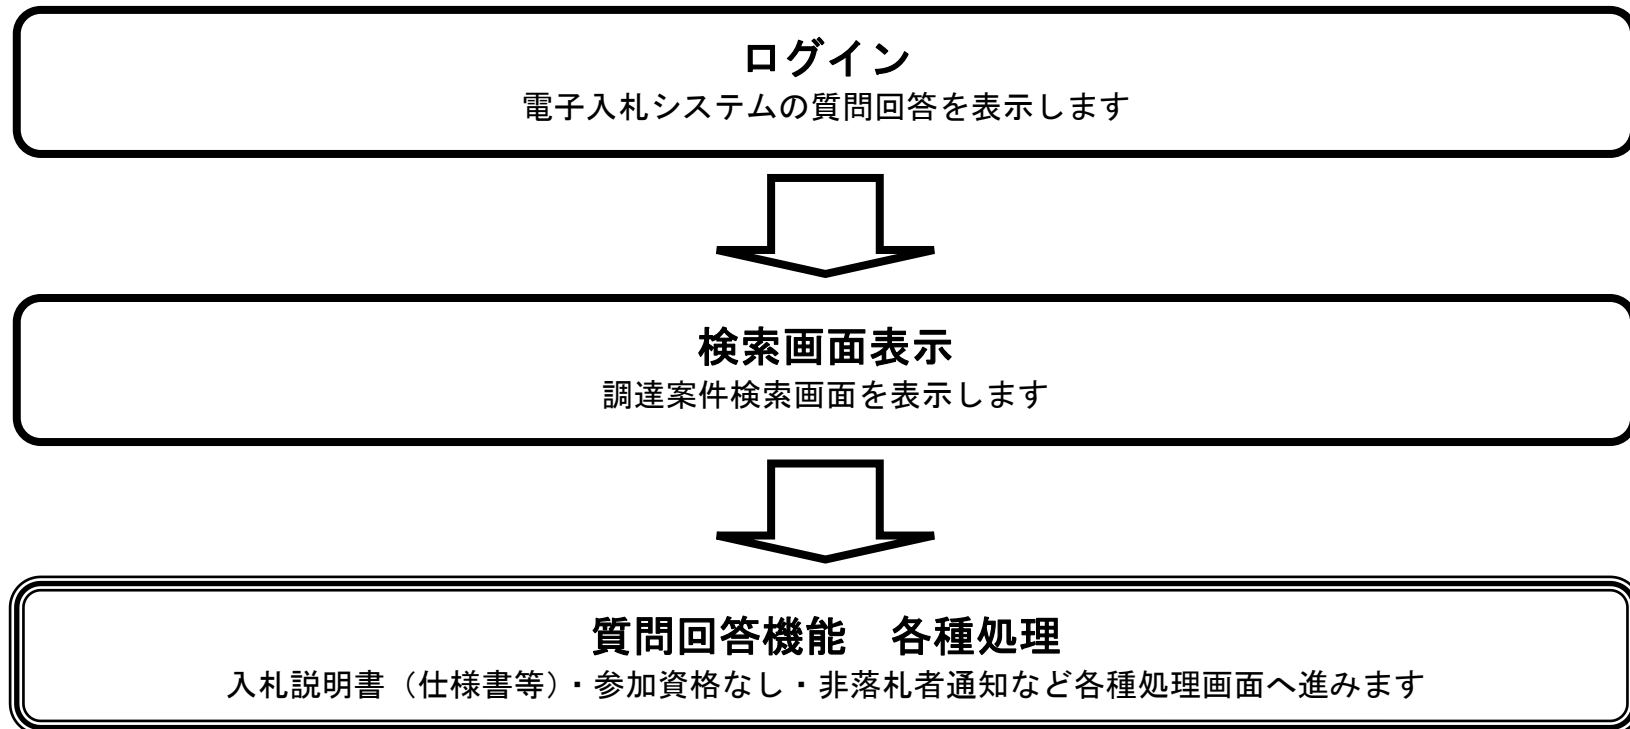 ログイン
電子入札システムの質問回答を表示します
検索画面表示
調達案件検索画面を表示します
質問回答機能　各種処理
入札説明書（仕様書等）・参加資格なし・非落札者通知など各種処理画面へ進みます